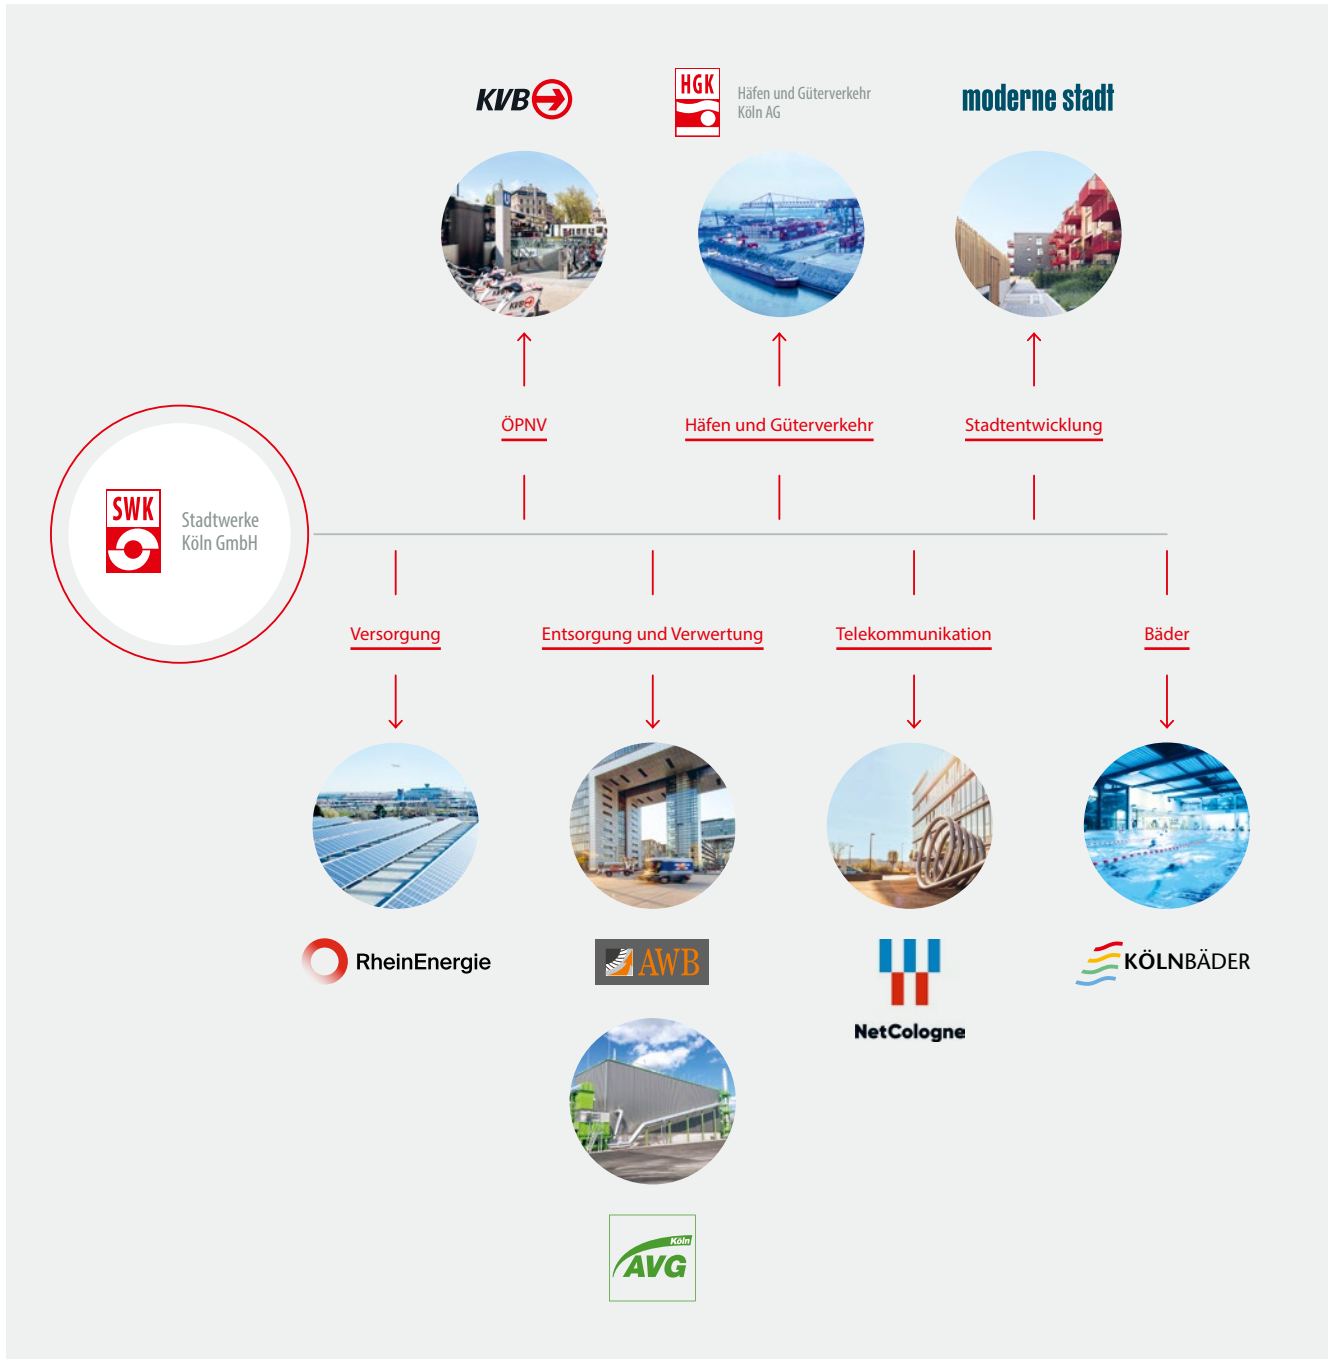 KVB
HGK
Häfen und Güterverkehr
Köln AG
moderne stadt
U
KVB
ÖPNV
Häfen und Güterverkehr
Stadtentwicklung
SWK
Stadtwerke
Köln GmbH
Versorgung
Entsorgung und Verwertung
Telekommunikation
Bäder
RheinEnergie
AWB
NetCologne
KÖLNBÄDER
Köln
AVG